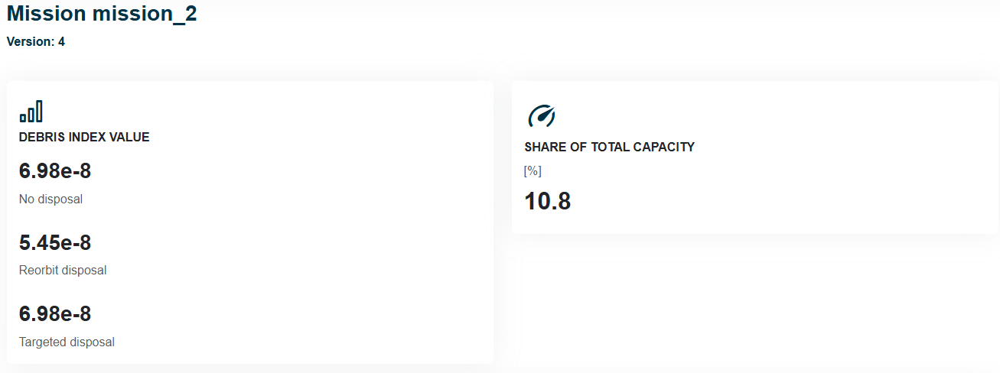 Mission mission_2
Version: 4
DEBRIS INDEX VALUE
6.98e-8
No disposal
5.45e-8
Reorbit disposal
6.98e-8
Targeted disposal
SHARE OF TOTAL CAPACITY
[%]
10.8